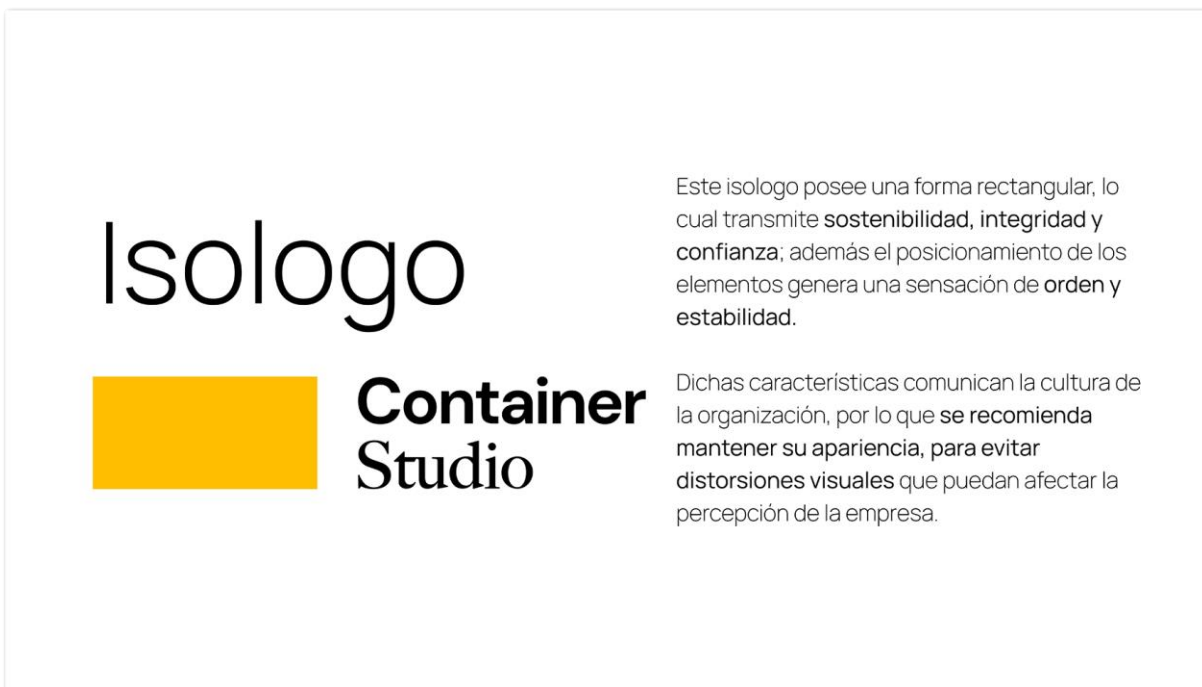 Isologo
Container
Studio
Este isologo posee una forma rectangular, lo
cual transmite sostenibilidad, integridad y
confianza; además el posicionamiento de los
elementos genera una sensación de orden y
estabilidad.
Dichas características comunican la cultura de
la organización, por lo que se recomienda
mantener su apariencia, para evitar
distorsiones visuales que puedan afectar la
percepción de la empresa.